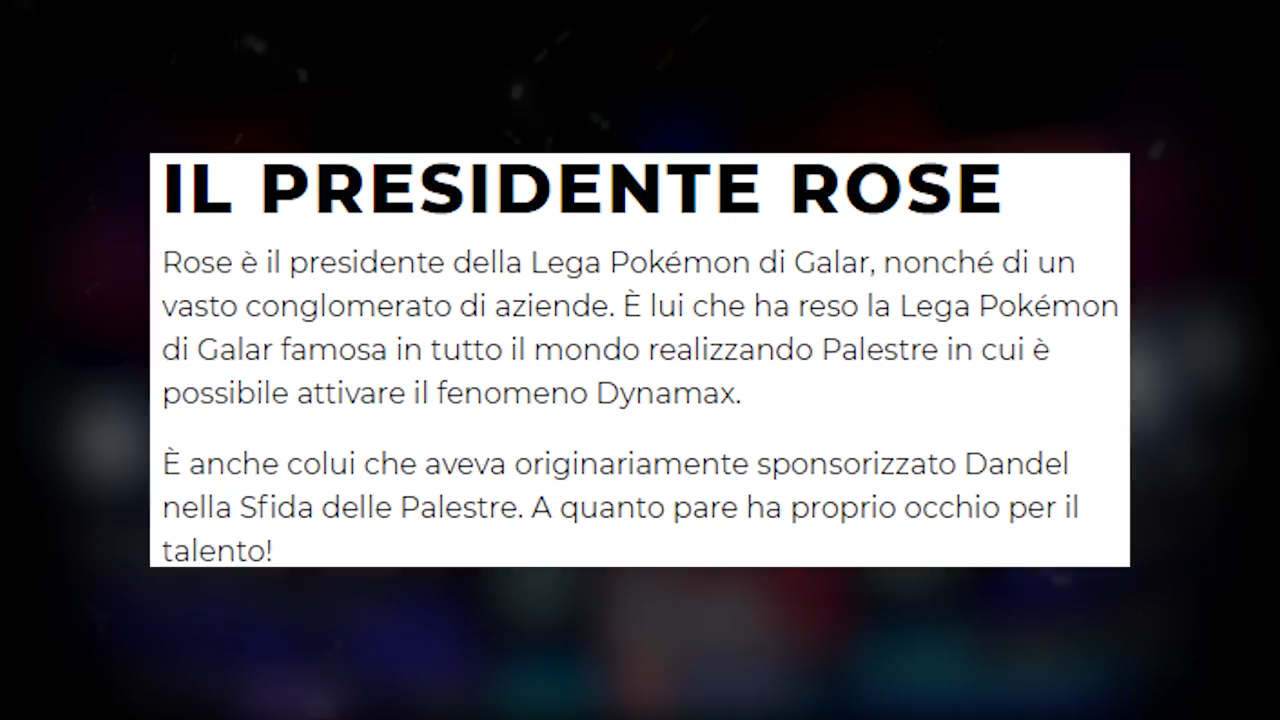 IL PRESIDENTE ROSE
Rose è il presidente della Lega Pokémon di Galar, nonché di un
vasto conglomerato di aziende. È lui che ha reso la Lega Pokémon
di Galar famosa in tutto il mondo realizzando Palestre in cui è
possibile attivare il fenomeno Dynamax.
È anche colui che aveva originariamente sponsorizzato Dandel
nella Sfida delle Palestre. A quanto pare ha proprio occhio per il
talento!